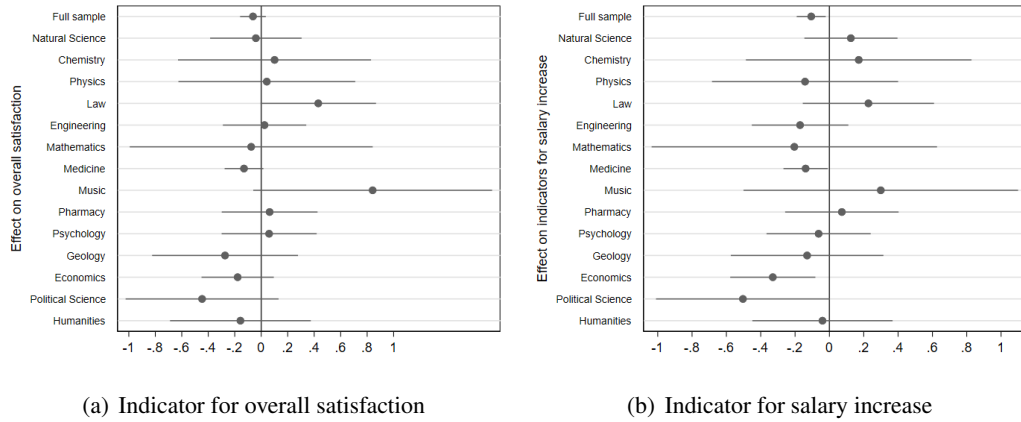 Effect on overall satisfaction
Full sample
Natural Science
Chemistry
Physics
Law
Engineering
Mathematics
Medicine
Music
Pharmacy
Psychology
Geology
Economics
Political Science
Humanities
-1 -.8 -.6 -.4 -.2 0 .2 .4 .6 .8 1
(a) Indicator for overall satisfaction
Effect on indicators for salary increase
Full sample
Natural Science
Chemistry
Physics
Law
Engineering
Mathematics
Medicine
Music
Pharmacy
Psychology
Geology
Economics
Political Science
Humanities
-1 -.8 -.6 -.4 -.2 0 .2 .4 .6 .8 1
(b) Indicator for salary increase